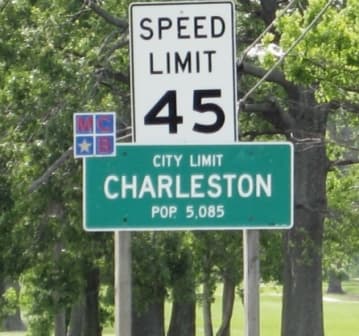 SPEED
LIMIT
45
MC
B
CITY LIMIT
CHARLESTON
POP. 5,085